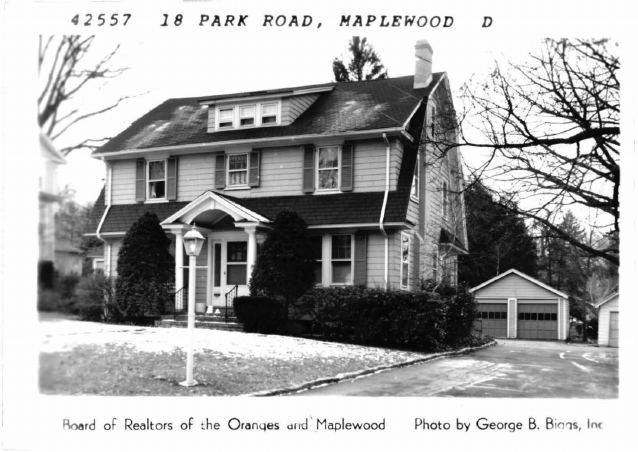 42557 18 PARK ROAD, MAPLEWOOD D
Board of Realtors of the Oranges and Maplewood Photo by George B. Biggs, Inc